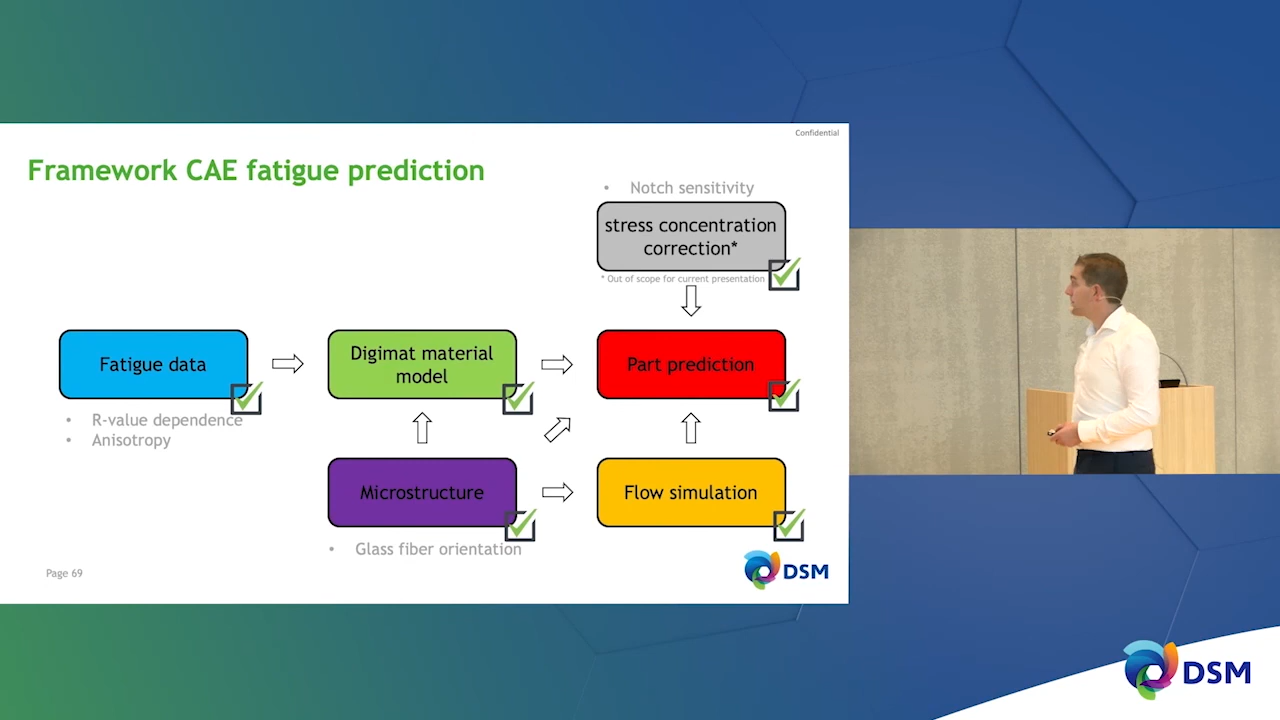 Confidential
Framework CAE fatigue prediction
• Notch sensitivity
stress concentration
correction*
* Out of scope for current presentation
Fatigue data
Digimat material
model
Part prediction
• R-value dependence
• Anisotropy
Microstructure
Flow simulation
• Glass fiber orientation
Page 69
DSM
DSM